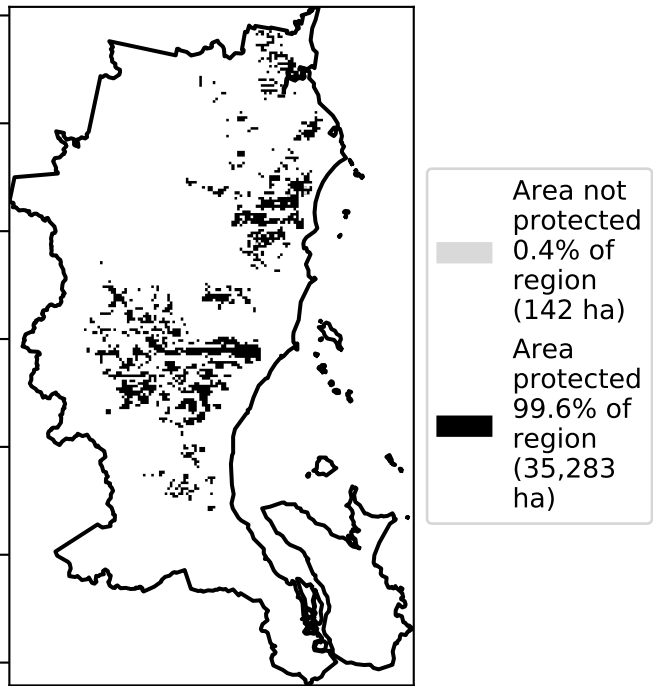 Area not
protected
0.4% of
region
(142 ha)
Area
protected
99.6% of
region
(35,283
ha)